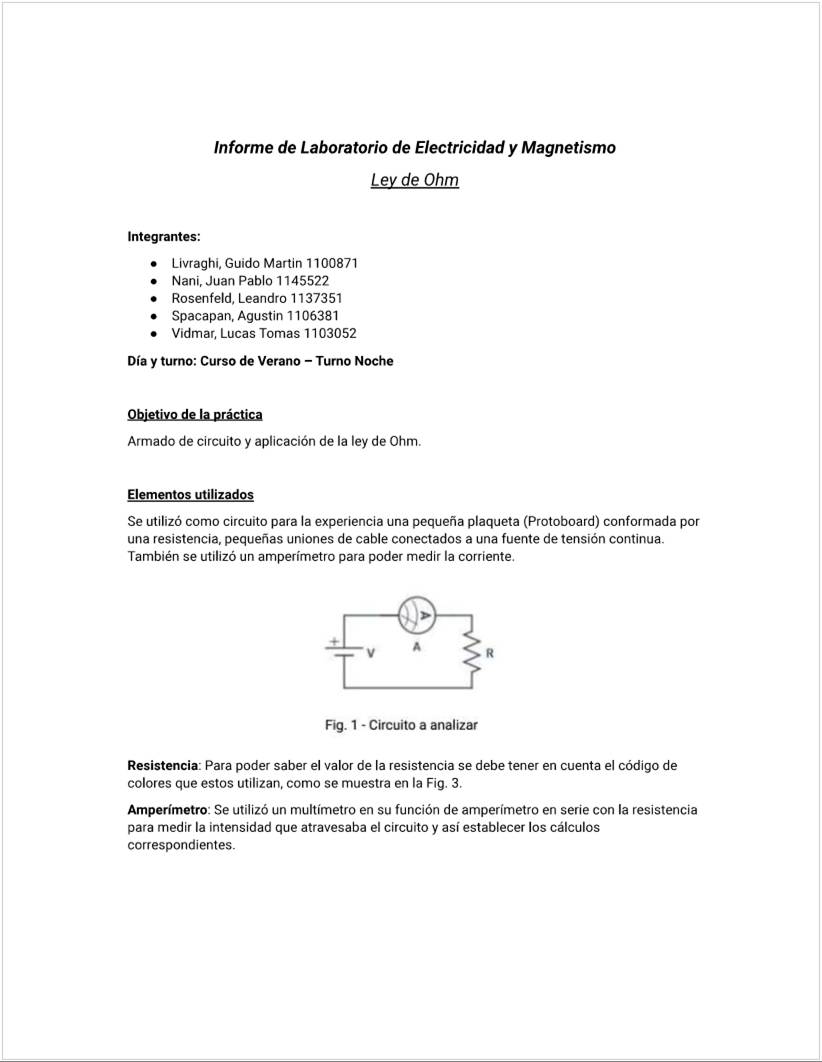 Informe de Laboratorio de Electricidad y Magnetismo
Ley de Ohm
Integrantes:
● Livraghi, Guido Martin 1100871
● Nani, Juan Pablo 1145522
● Rosenfeld, Leandro 1137351
● Spacapan, Agustin 1106381
● Vidmar, Lucas Tomas 1103052
Día y turno: Curso de Verano – Turno Noche
Objetivo de la práctica
Armado de circuito y aplicación de la ley de Ohm.
Elementos utilizados
Se utilizó como circuito para la experiencia una pequeña plaqueta (Protoboard) conformada por
una resistencia, pequeñas uniones de cable conectados a una fuente de tensión continua.
También se utilizó un amperímetro para poder medir la corriente.
A
+
V
A
R
Fig. 1 - Circuito a analizar
Resistencia: Para poder saber el valor de la resistencia se debe tener en cuenta el código de
colores que estos utilizan, como se muestra en la Fig. 3.
Amperímetro: Se utilizó un multímetro en su función de amperímetro en serie con la resistencia
para medir la intensidad que atravesaba el circuito y así establecer los cálculos
correspondientes.